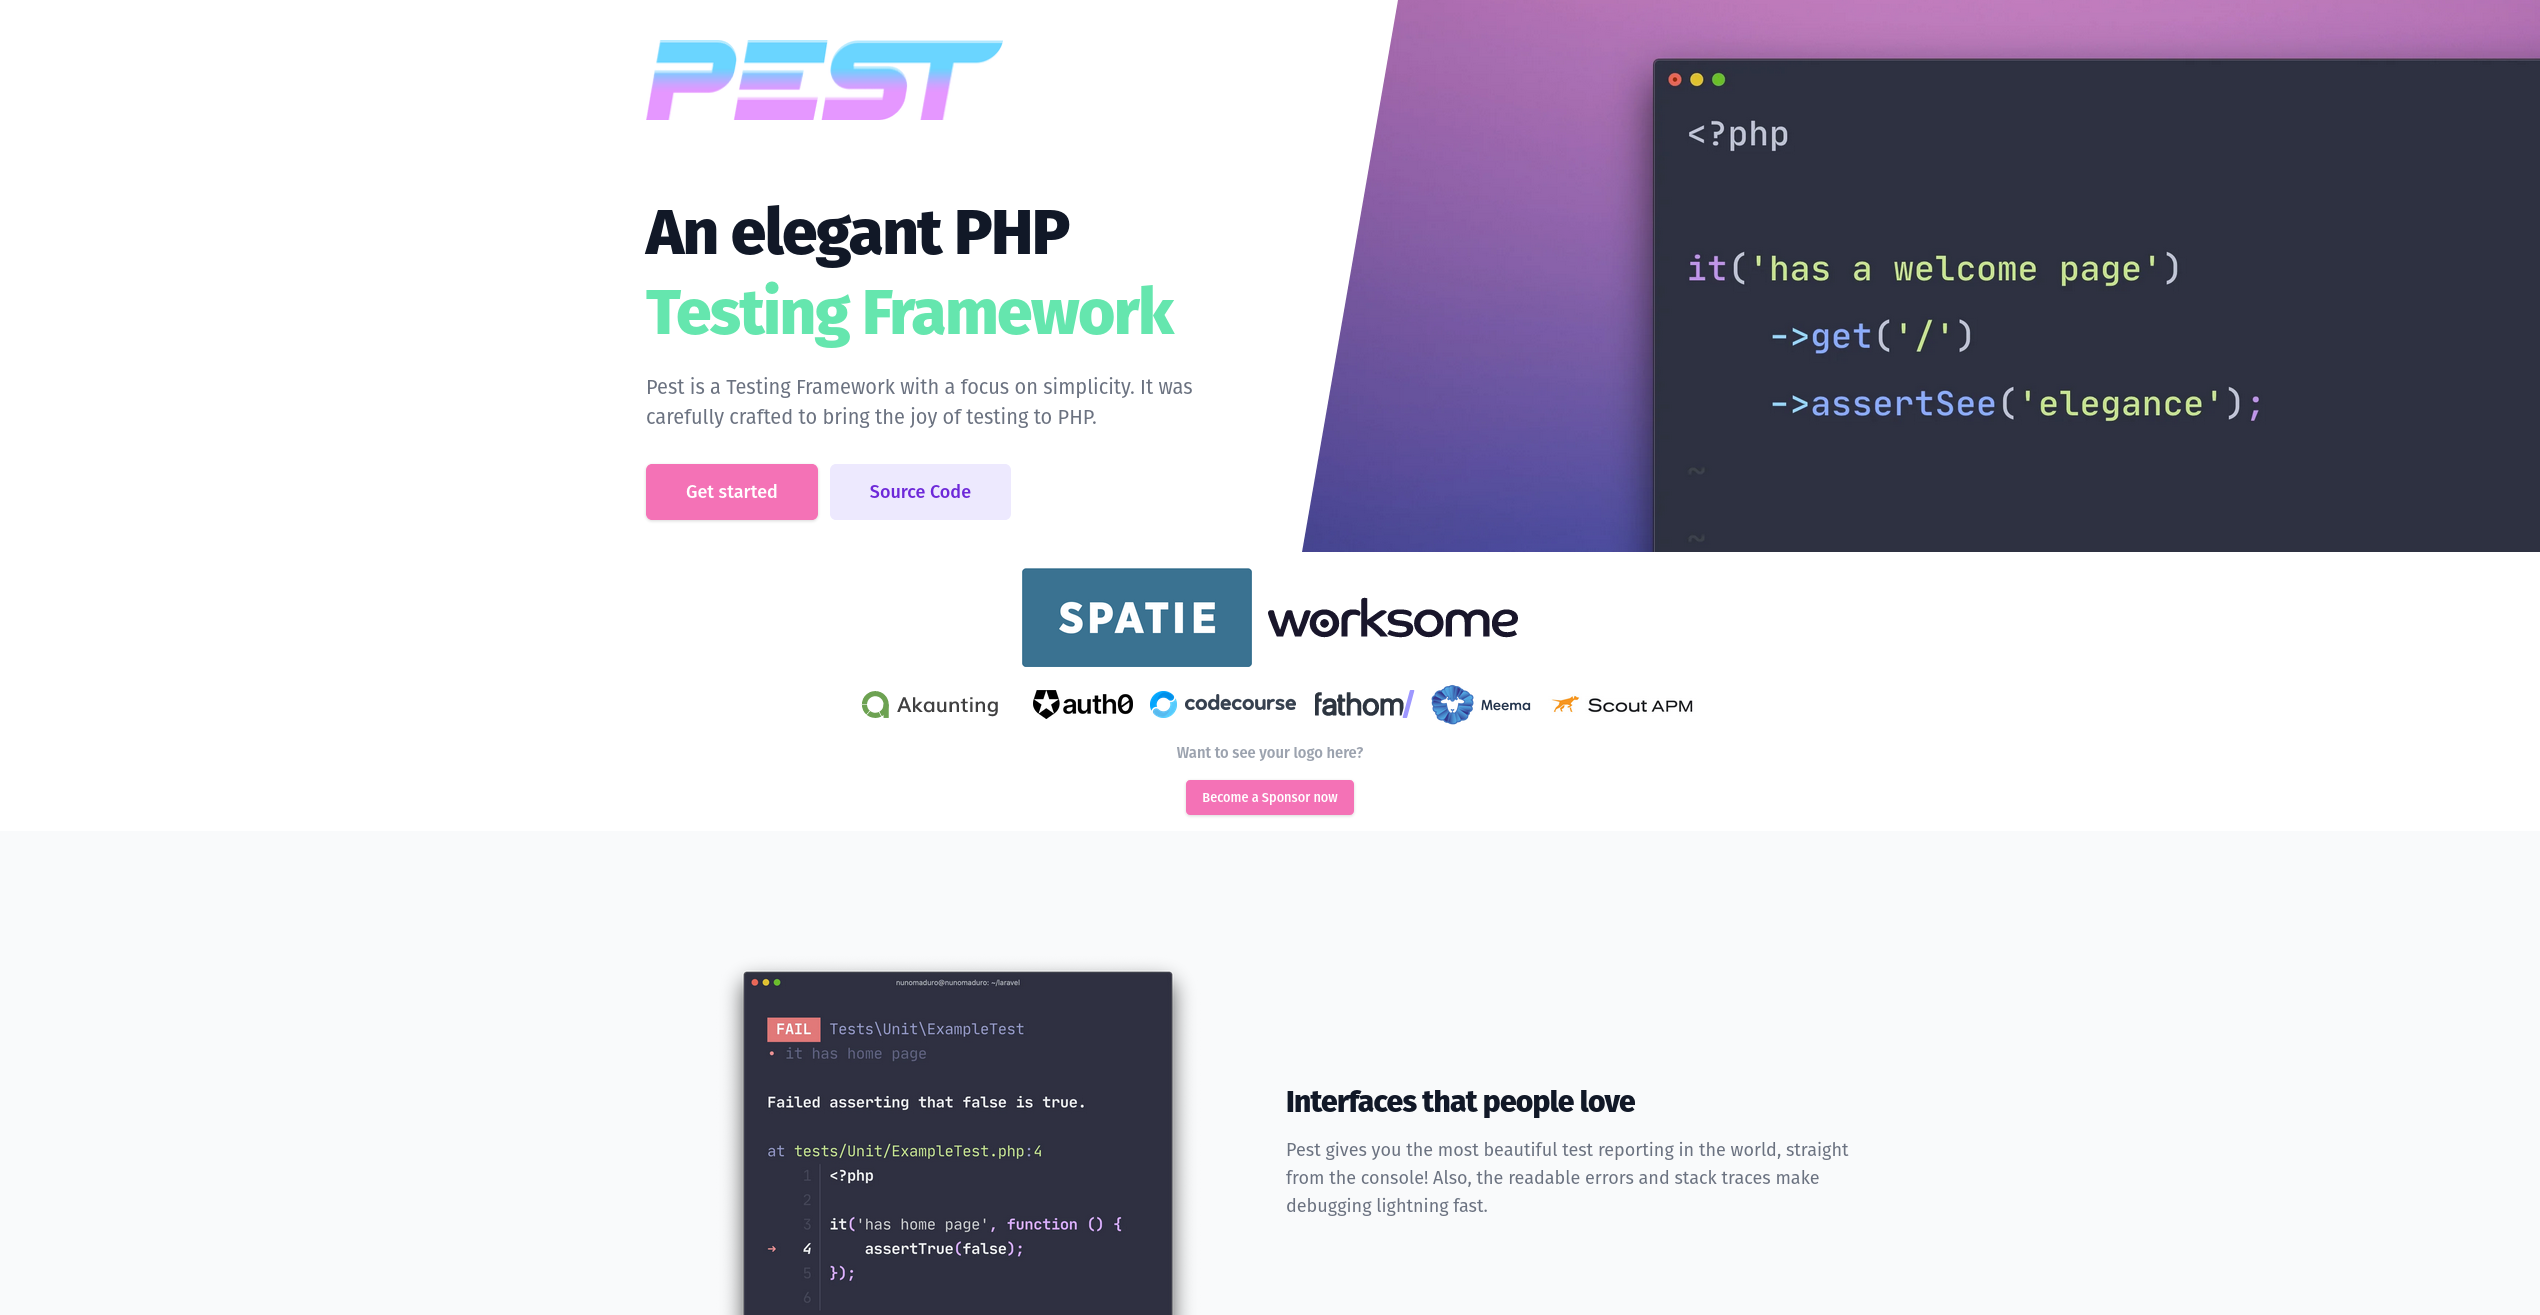 PEST
An elegant PHP
Testing Framework
Pest is a Testing Framework with a focus on simplicity. It was
carefully crafted to bring the joy of testing to PHP.
Get started
Source Code
<?php
it('has a welcome page')
->get('/')
->assertSee('elegance');
~
~
SPATIE
worksome
Akaunting
auth0
codecourse
fathom/
Meema
Scout APM
Want to see your logo here?
Become a Sponsor now
nunomaduro@nunomaduro: ~/laravel
FAIL Tests\Unit\ExampleTest
• it has home page
Failed asserting that false is true.
at tests/Unit/ExampleTest.php:4
1 <?php
2
3 it('has home page', function () {
→ 4 assertTrue(false);
5 });
6
Interfaces that people love
Pest gives you the most beautiful test reporting in the world, straight
from the console! Also, the readable errors and stack traces make
debugging lightning fast.